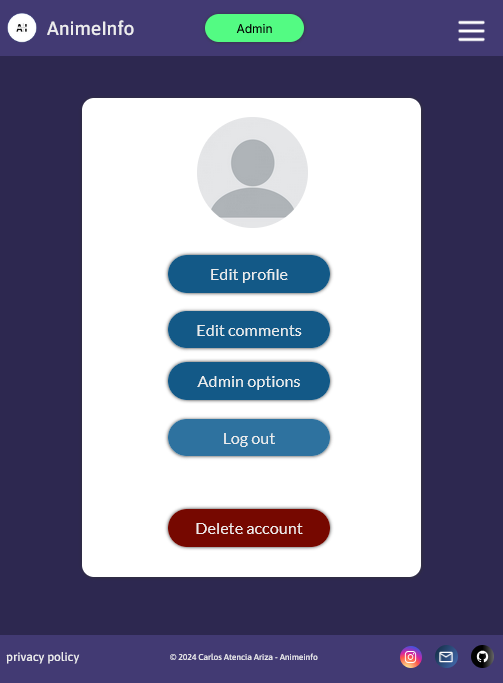 AI
AnimeInfo
Admin
Edit profile
Edit comments
Admin options
Log out
Delete account
privacy policy
© 2024 Carlos Atencia Ariza - Animeinfo